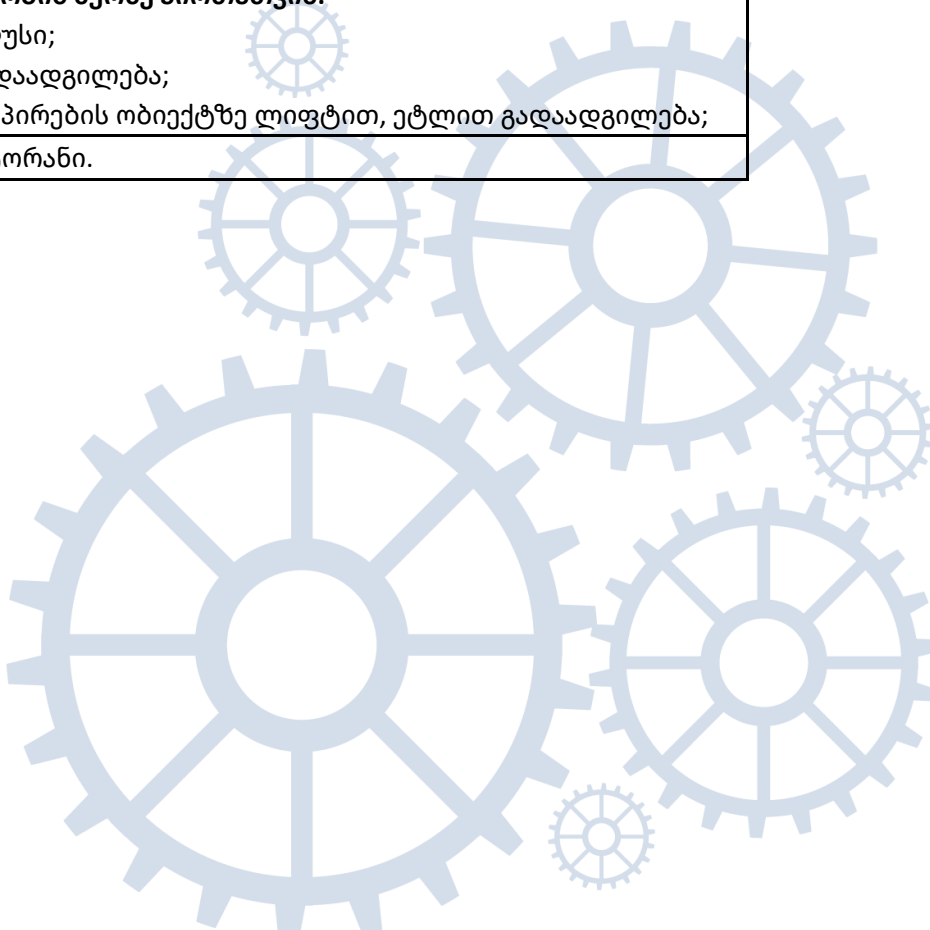 უსი;
დაადგილება;
პირების ობიექტზე ლიფტით, ეტლით გადაადგილება;
ორანი.